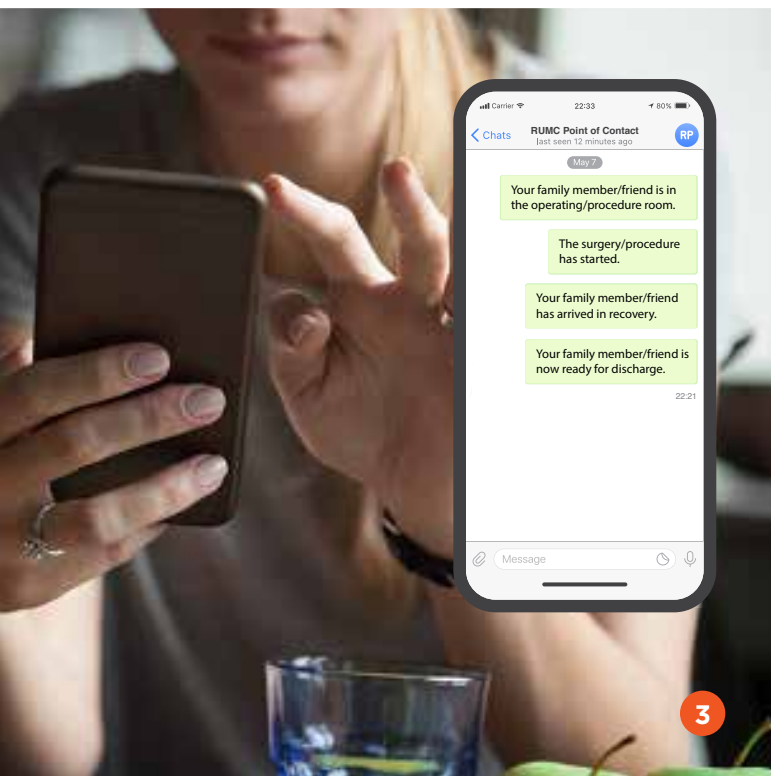 Carrier 22:33 80%
Chats RUMC Point of Contact RP
last seen 12 minutes ago
May 7
Your family member/friend is in
the operating/procedure room.
The surgery/procedure
has started.
Your family member/friend
has arrived in recovery.
Your family member/friend is
now ready for discharge.
22:21
Message
3